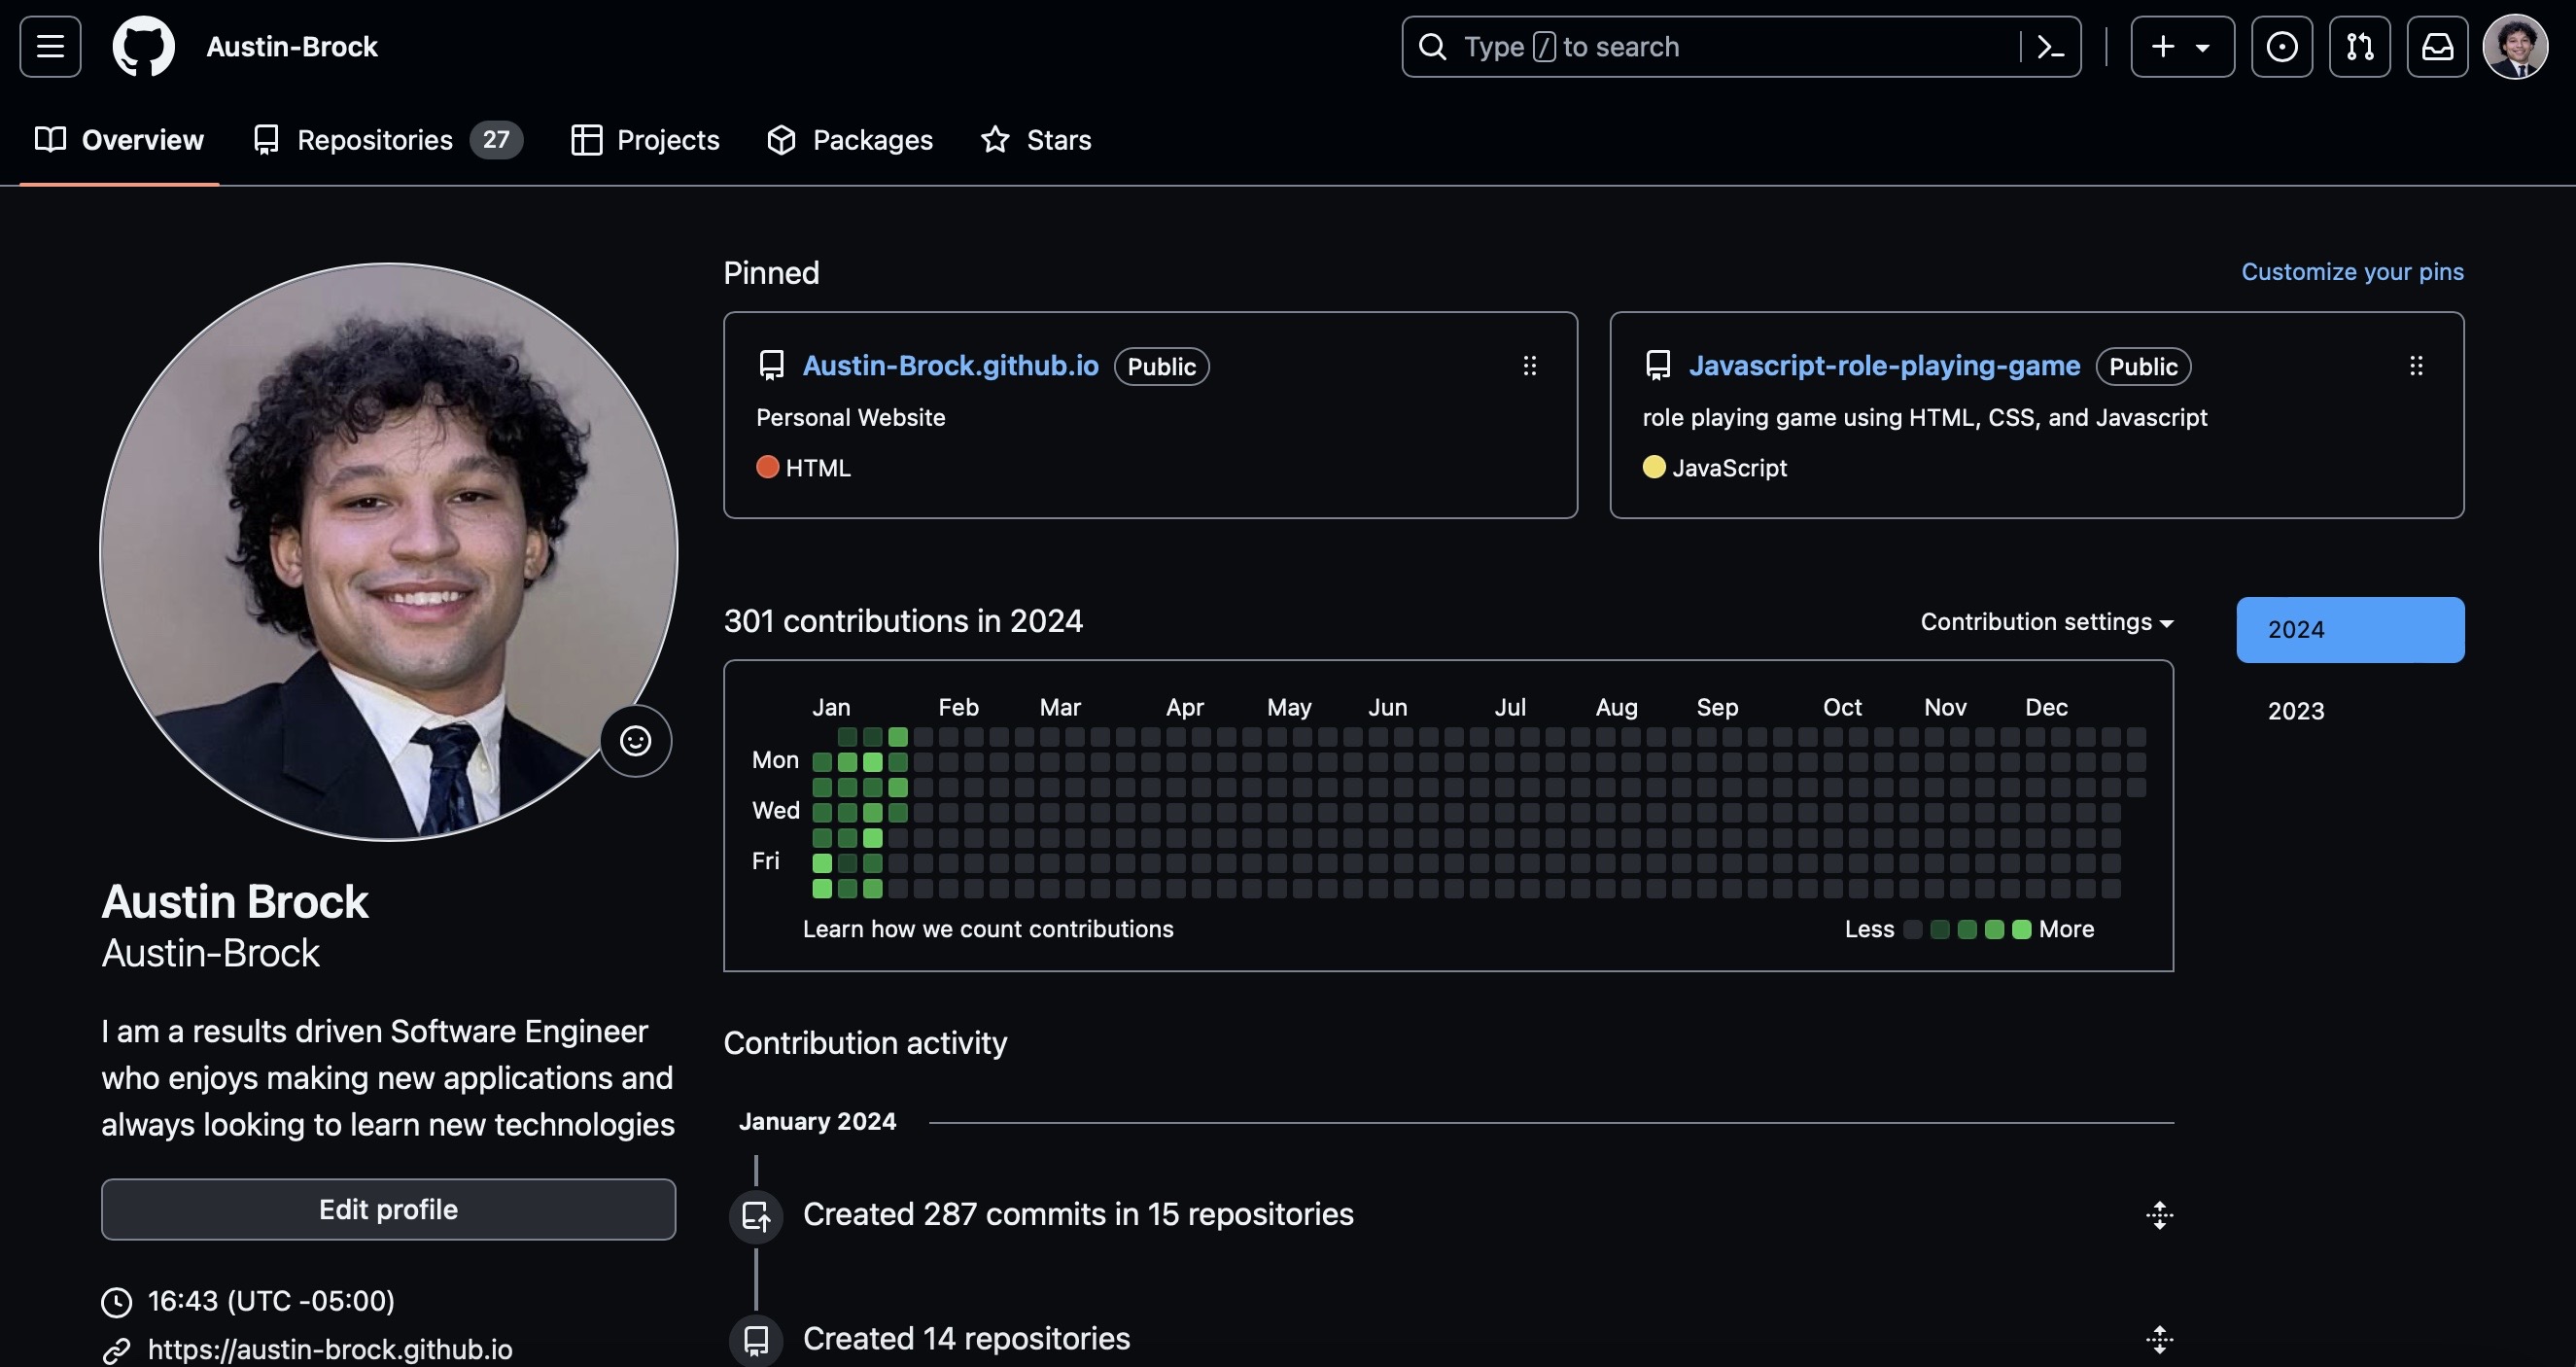 Austin-Brock
Type / to search
Overview
Repositories 27
Projects
Packages
Stars
Pinned
Customize your pins
Austin-Brock.github.io Public
Personal Website
HTML
Javascript-role-playing-game Public
role playing game using HTML, CSS, and Javascript
JavaScript
301 contributions in 2024
Contribution settings
2024
2023
Jan Feb Mar Apr May Jun Jul Aug Sep Oct Nov Dec
Mon
Wed
Fri
Learn how we count contributions
Less More
Austin Brock
Austin-Brock
I am a results driven Software Engineer
who enjoys making new applications and
always looking to learn new technologies
Edit profile
16:43 (UTC -05:00)
https://austin-brock.github.io
Contribution activity
January 2024
Created 287 commits in 15 repositories
Created 14 repositories